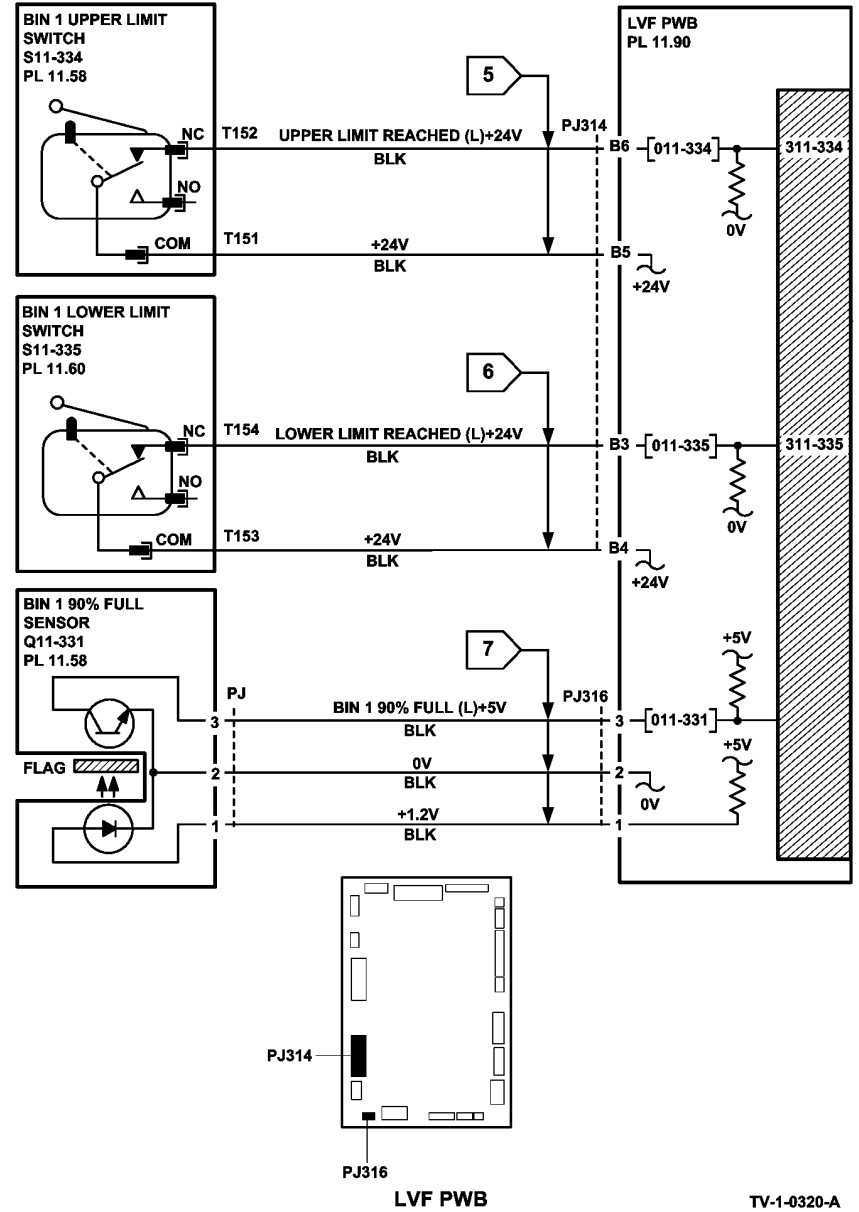 BIN 1 UPPER LIMIT
SWITCH
S11-334
PL 11.58
NC
NO
COM
T152
UPPER LIMIT REACHED (L)+24V
BLK
T151
+24V
BLK
5
PJ314
B6
B5
LVF PWB
PL 11.90
[011-334]
311-334
0V
+24V
BIN 1 LOWER LIMIT
SWITCH
S11-335
PL 11.60
NC
NO
COM
T154
LOWER LIMIT REACHED (L)+24V
BLK
T153
+24V
BLK
6
B3
B4
[011-335]
311-335
0V
+24V
BIN 1 90% FULL
SENSOR
Q11-331
PL 11.58
FLAG
PJ
3
2
1
BIN 1 90% FULL (L)+5V
BLK
0V
BLK
+1.2V
BLK
7
PJ316
3
2
1
[011-331]
+5V
+5V
0V
PJ314
PJ316
LVF PWB
TV-1-0320-A